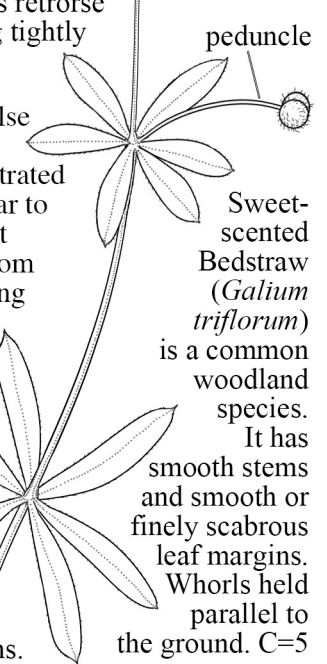 s retrorse
g tightly
lse
trated
ar to
t
om
ng
ns.
peduncle
Sweet-
scented
Bedstraw
(Galium
triflorum)
is a common
woodland
species.
It has
smooth stems
and smooth or
finely scabrous
leaf margins.
Whorls held
parallel to
the ground. C=5